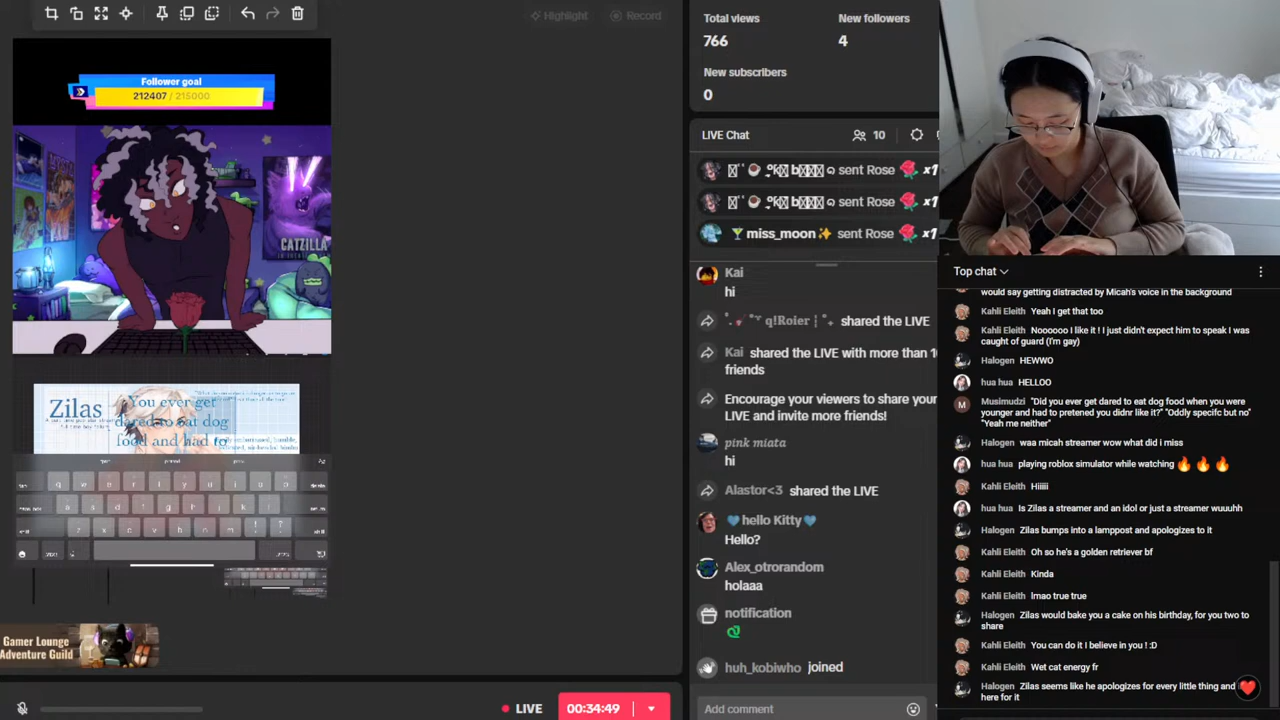 Highlight
Record
Follower goal
212407 / 215000
CATZILLA
Zilas
You ever get
dared to eat dog
food and had to
q w e r t y u i o p
a s d f g h j k l
z x c v b n m ! ?
Gamer Lounge
Adventure Guild
LIVE
00:34:49
Total views
New followers
766
4
New subscribers
0
LIVE Chat
10
sent Rose x1
sent Rose x1
miss_moon sent Rose x1
Kai
hi
q!Roier shared the LIVE
Kai shared the LIVE with more than 1
friends
Encourage your viewers to share your
LIVE and invite more friends!
pink miata
hi
Alastor<3 shared the LIVE
hello Kitty
Hello?
Alex_otrorandom
holaaa
notification
huh_kobiwho joined
Add comment
Top chat
would say getting distracted by Micah's voice in the background
Kahli Eleith Yeah I get that too
Kahli Eleith Noooooo I like it ! I just didn't expect him to speak I was
caught of guard (I'm gay)
Halogen HEWWO
hua hua HELLOO
Musimudzi "Did you ever get dared to eat dog food when you were
younger and had to pretened you didnr like it?" "Oddly specifc but no"
"Yeah me neither"
Halogen waa micah streamer wow what did i miss
hua hua playing roblox simulator while watching 🔥 🔥 🔥
Kahli Eleith Hiiiii
hua hua Is Zilas a streamer and an idol or just a streamer wuuuhh
Halogen Zilas bumps into a lamppost and apologizes to it
Kahli Eleith Oh so he's a golden retriever bf
Kahli Eleith Kinda
Kahli Eleith lmao true true
Halogen Zilas would bake you a cake on his birthday, for you two to
share
Kahli Eleith You can do it I believe in you ! :D
Kahli Eleith Wet cat energy fr
Halogen Zilas seems like he apologizes for every little thing and
here for it